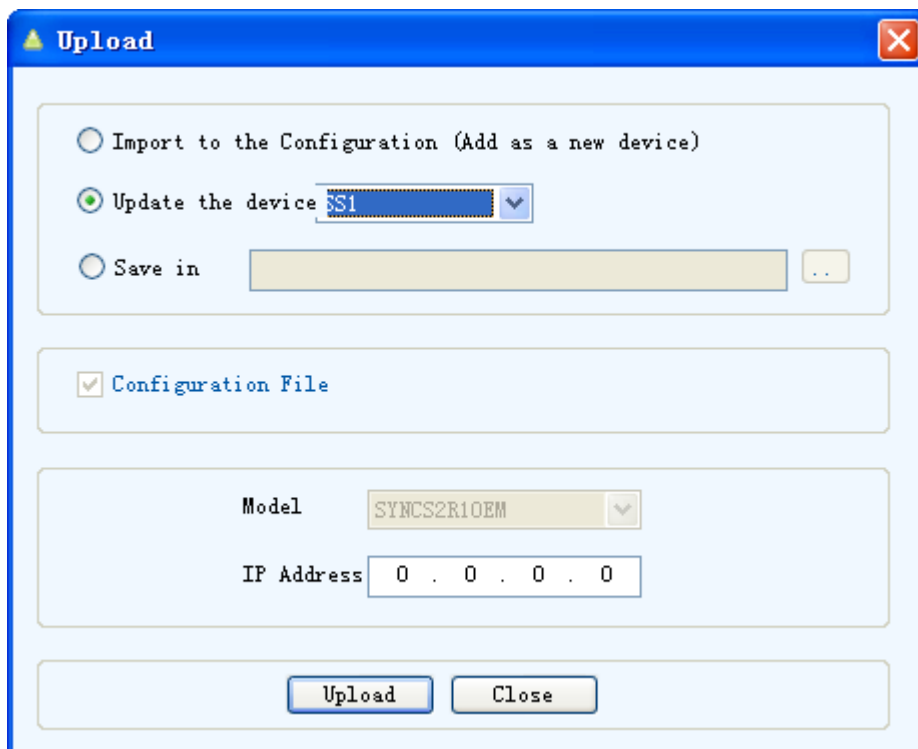 Upload
Import to the Configuration (Add as a new device)
Update the device SS1
Save in ..
Configuration File
Model SYNCS2R1OEM
IP Address 0 . 0 . 0 . 0
Upload Close